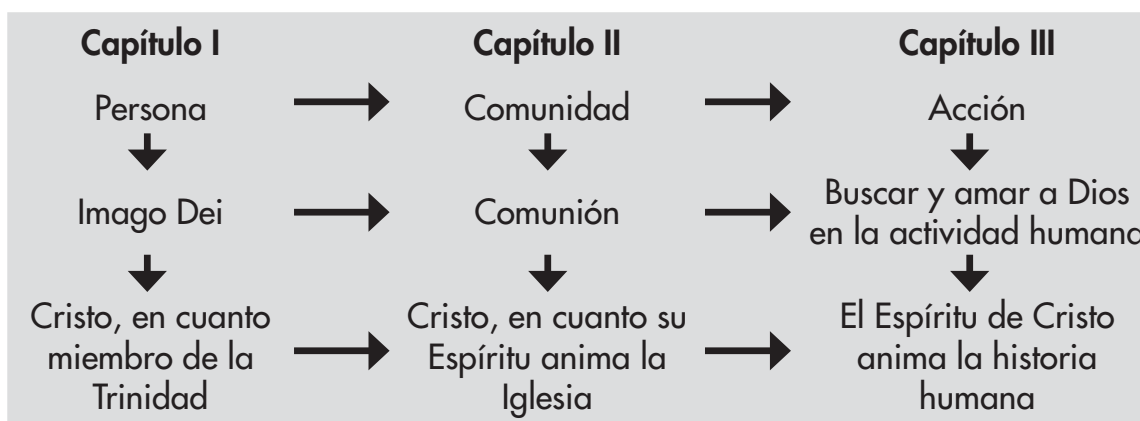 Capítulo I
Capítulo II
Capítulo III
Persona
Comunidad
Acción
Imago Dei
Comunión
Buscar y amar a Dios
en la actividad humana
Cristo, en cuanto
miembro de la
Trinidad
Cristo, en cuanto su
Espíritu anima la
Iglesia
El Espíritu de Cristo
anima la historia
humana